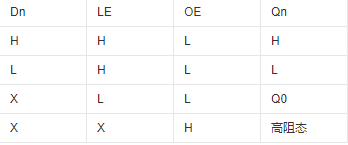 Dn LE OE Qn
H H L H
L H L L
X L L Q0
X X H 高阻态